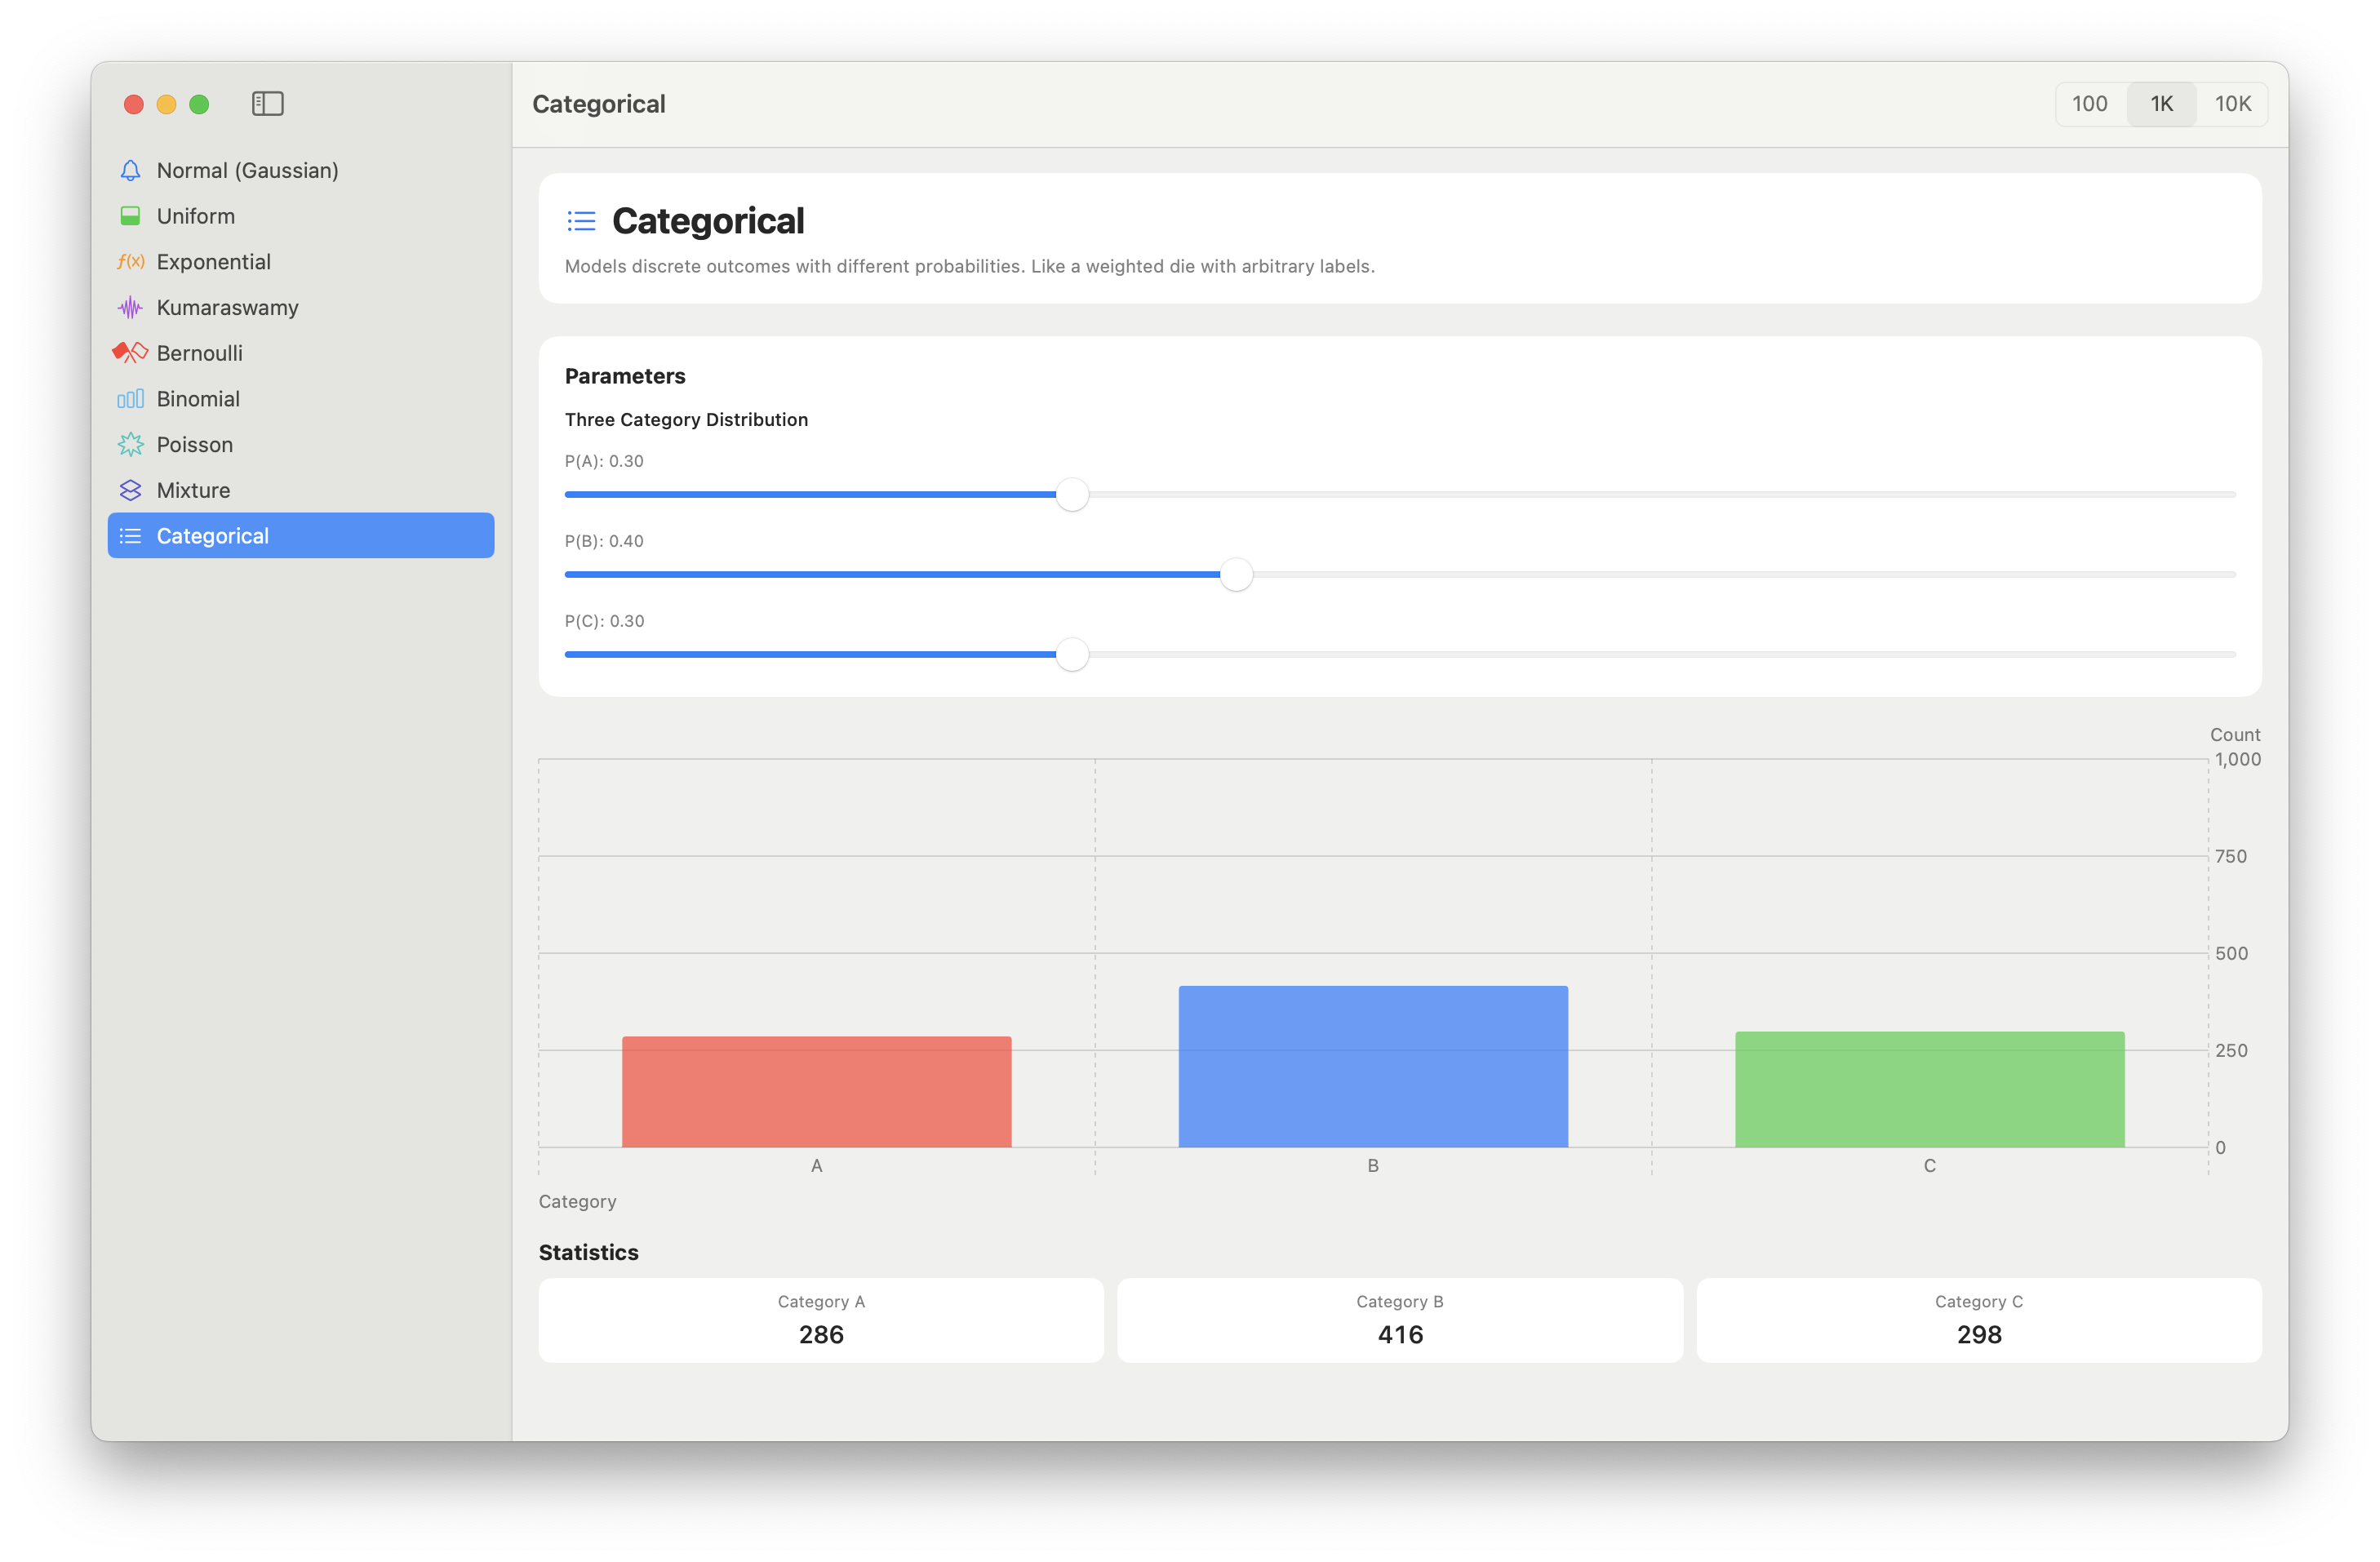 Normal (Gaussian)
Uniform
f(x) Exponential
Kumaraswamy
Bernoulli
Binomial
Poisson
Mixture
Categorical
Categorical
100 1K 10K
Categorical
Models discrete outcomes with different probabilities. Like a weighted die with arbitrary labels.
Parameters
Three Category Distribution
P(A): 0.30
P(B): 0.40
P(C): 0.30
Count
1,000
750
500
250
0
A B C
Category
Statistics
Category A Category B Category C
286 416 298